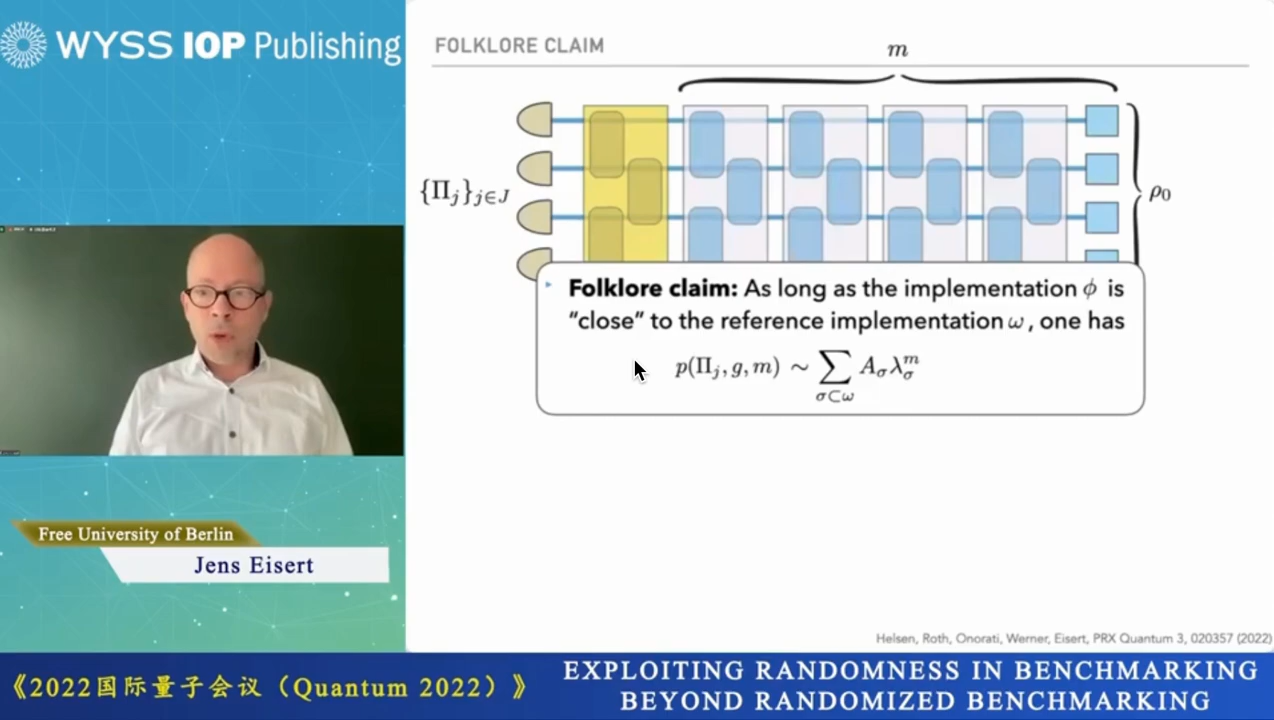 WYSS IOP Publishing
FOLKLORE CLAIM
m
{Π_j}_{j∈J}
ρ_0
Folklore claim: As long as the implementation ϕ is
“close” to the reference implementation ω, one has
p(Π_j, g, m) ∼ ∑_{σ⊂ω} A_σ λ_σ^m
Free University of Berlin
Jens Eisert
Helsen, Roth, Onorati, Werner, Eisert, PRX Quantum 3, 020357 (2022)
《2022国际量子会议（Quantum 2022）》
EXPLOITING RANDOMNESS IN BENCHMARKING
BEYOND RANDOMIZED BENCHMARKING